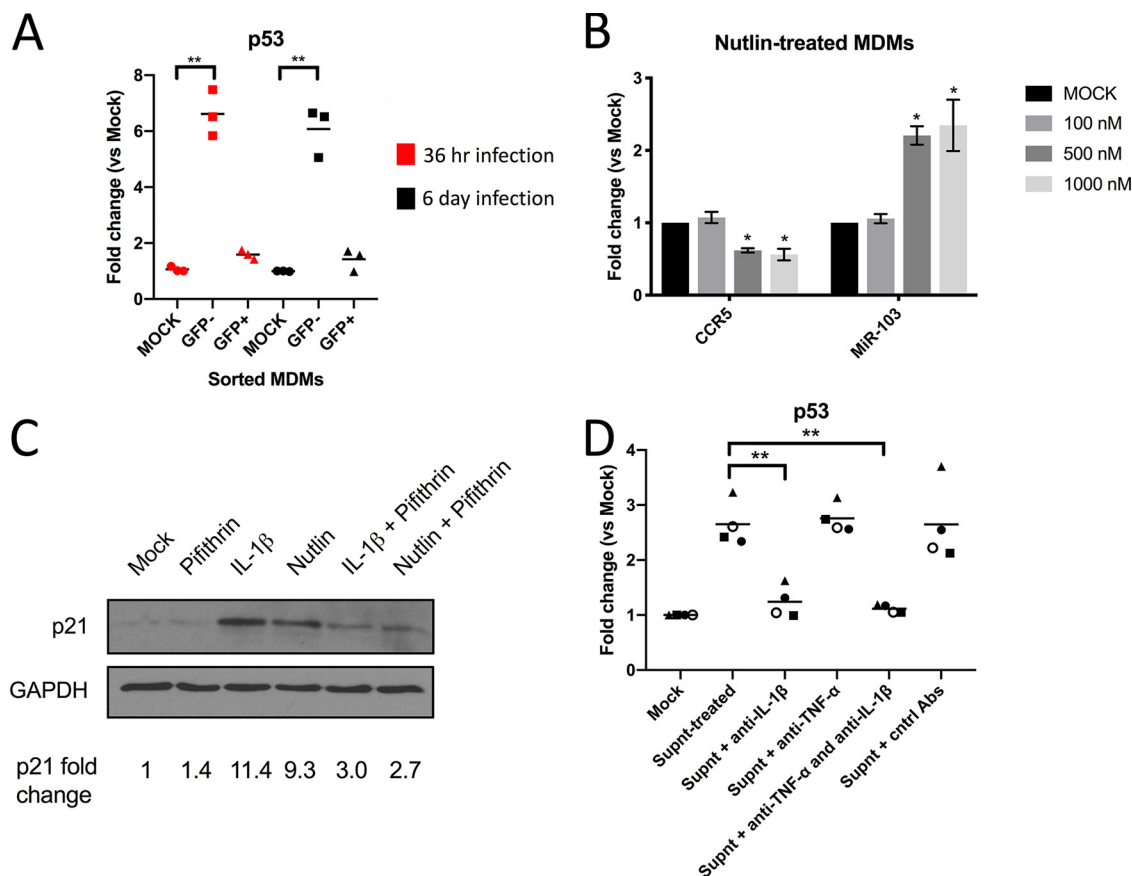 A
p53
**
**
Fold change (vs Mock)
8
6
4
2
0
MOCK
GFP-
GFP+
MOCK
GFP-
GFP+
Sorted MDMs
36 hr infection
6 day infection
B
Nutlin-treated MDMs
Fold change (vs Mock)
3
2
1
0
*
*
*
*
CCR5
MiR-103
MOCK
100 nM
500 nM
1000 nM
C
Mock
Pifithrin
IL-1β
Nutlin
IL-1β + Pifithrin
Nutlin + Pifithrin
p21
GAPDH
p21 fold
change
1 1.4 11.4 9.3 3.0 2.7
D
p53
**
**
Fold change (vs Mock)
4
3
2
1
0
Mock
Supnt-treated
Supnt + anti-IL-1β
Supnt + anti-TNF-α
Supnt + anti-TNF-α and anti-IL-1β
Supnt + cntrl Abs